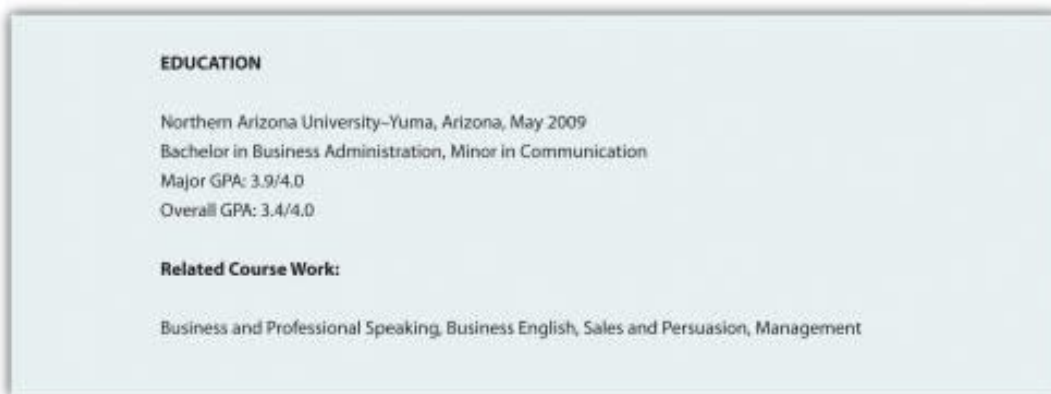 EDUCATION
Northern Arizona University–Yuma, Arizona, May 2009
Bachelor in Business Administration, Minor in Communication
Major GPA: 3.9/4.0
Overall GPA: 3.4/4.0
Related Course Work:
Business and Professional Speaking, Business English, Sales and Persuasion, Management